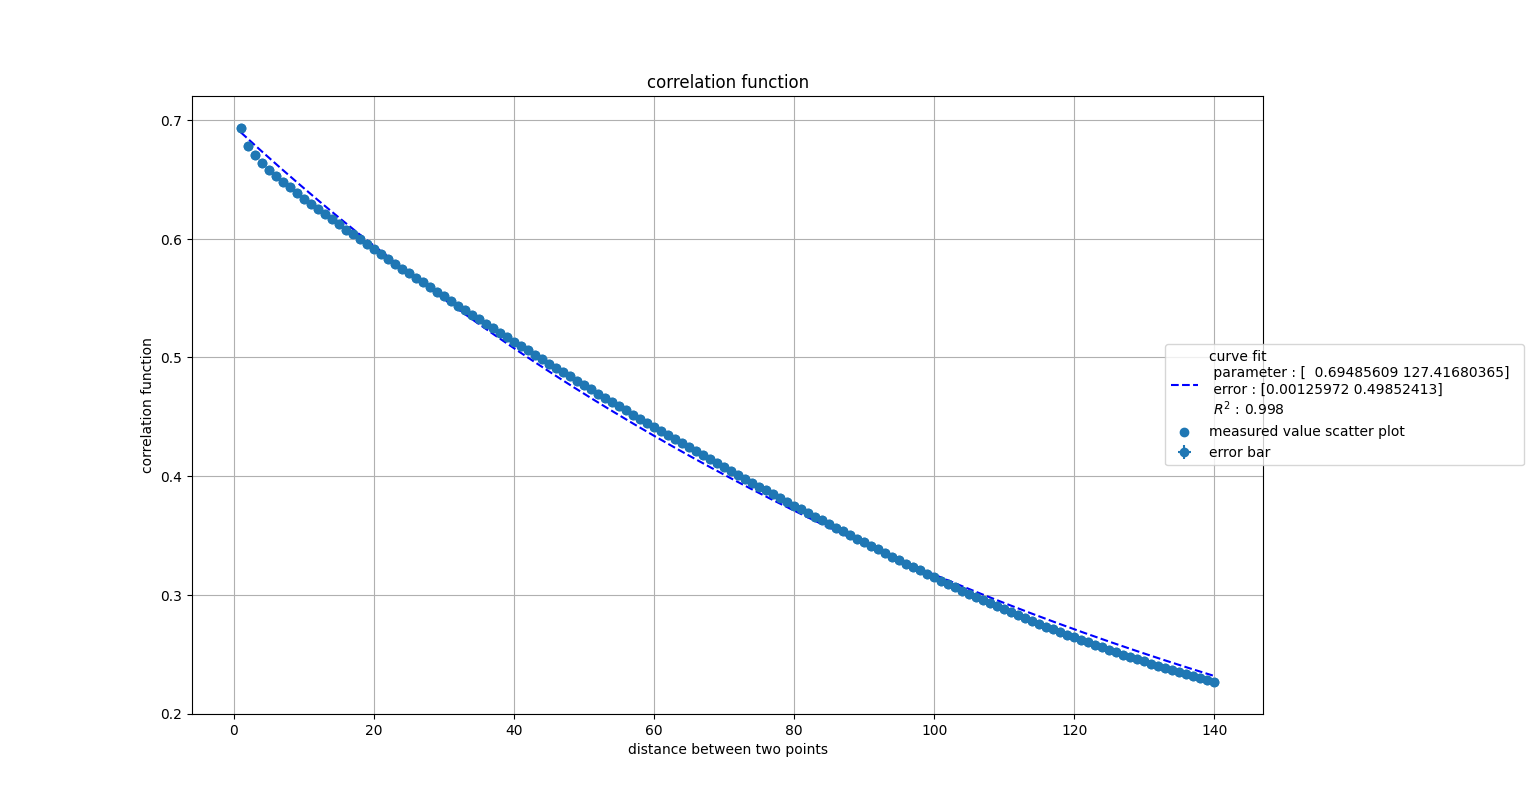 correlation function
0.7
0.6
0.5
0.4
0.3
0.2
correlation function
0 20 40 60 80 100 120 140
distance between two points
curve fit
parameter : [ 0.69485609 127.41680365]
error : [0.00125972 0.49852413]
R² : 0.998
measured value scatter plot
error bar